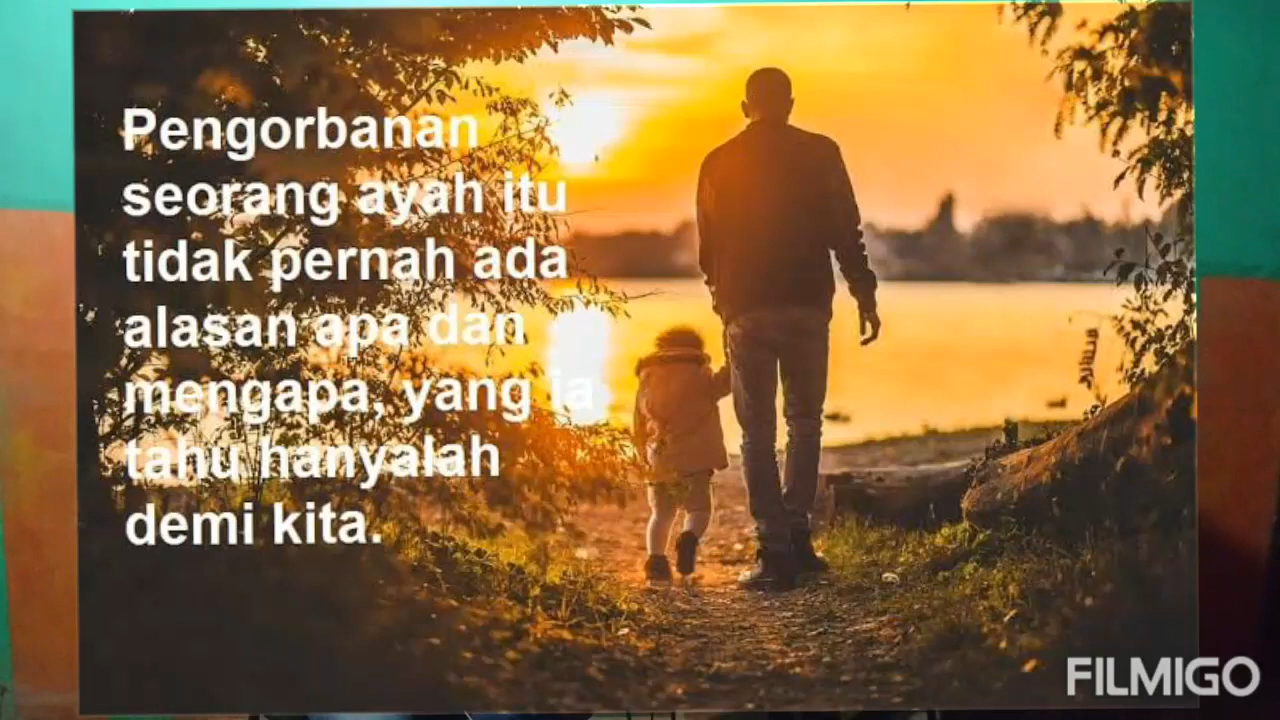 Pengorbanan
seorang ayah itu
tidak pernah ada
alasan apa dan
mengapa, yang ia
tahu hanyalah
demi kita.
FILMIGO